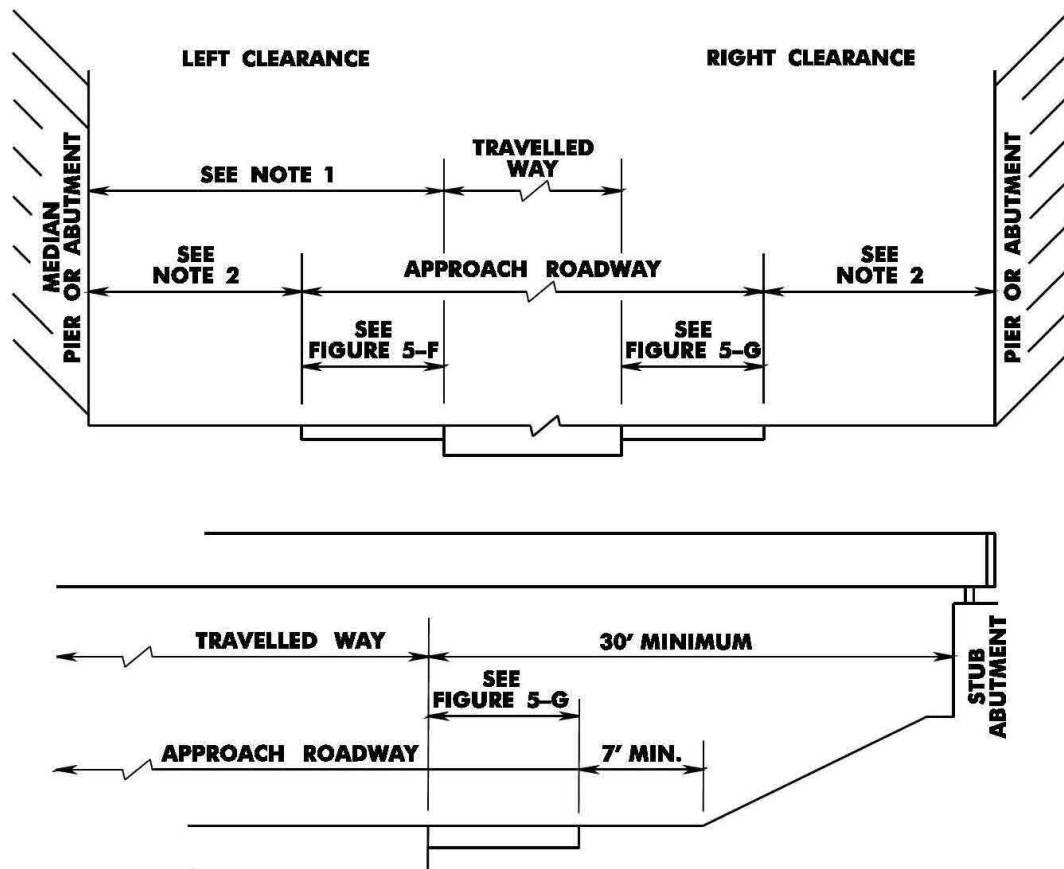 LEFT CLEARANCE
RIGHT CLEARANCE
SEE NOTE 1
TRAVELLED
WAY
MEDIAN
PIER OR ABUTMENT
SEE
NOTE 2
APPROACH ROADWAY
SEE
NOTE 2
PIER OR ABUTMENT
SEE
FIGURE 5-F
SEE
FIGURE 5-G
TRAVELLED WAY
30' MINIMUM
STUB
ABUTMENT
SEE
FIGURE 5-G
APPROACH ROADWAY
7' MIN.